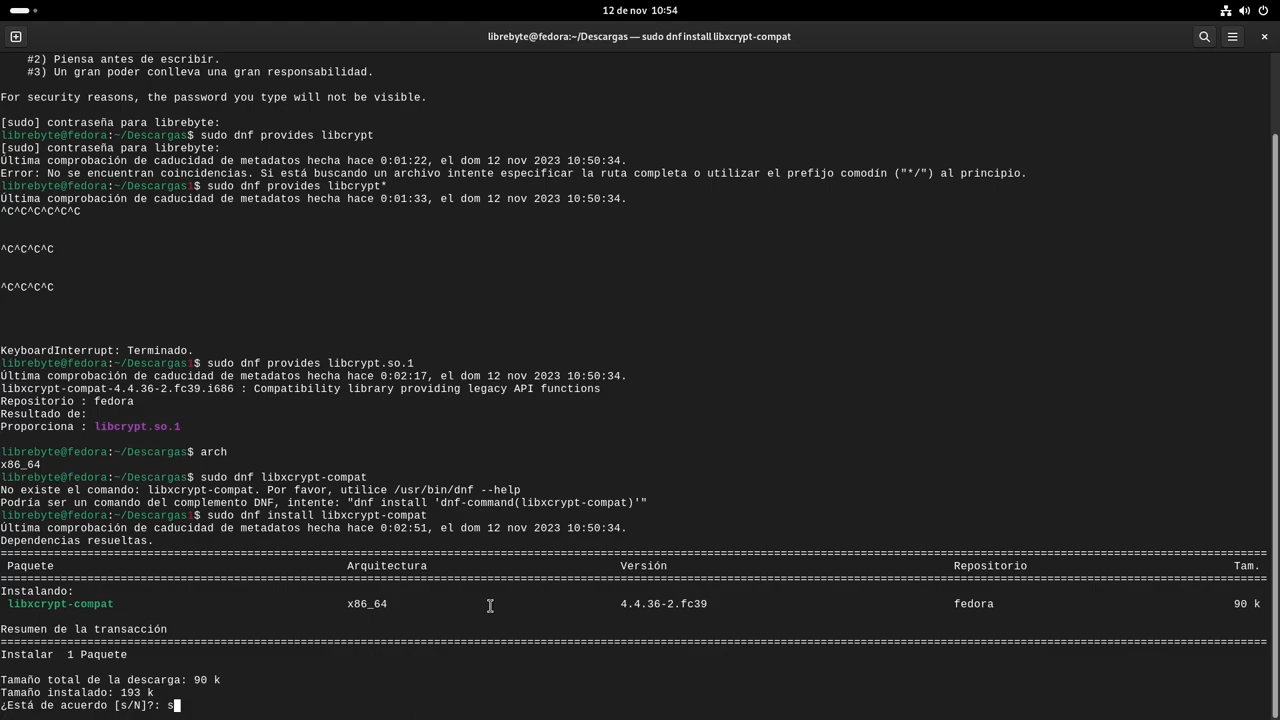 12 de nov 10:54
librebyte@fedora:~/Descargas — sudo dnf install libxcrypt-compat
#2) Piensa antes de escribir.
#3) Un gran poder conlleva una gran responsabilidad.
For security reasons, the password you type will not be visible.
[sudo] contraseña para librebyte:
librebyte@fedora:~/Descargas$ sudo dnf provides libcrypt
[sudo] contraseña para librebyte:
Última comprobación de caducidad de metadatos hecha hace 0:01:22, el dom 12 nov 2023 10:50:34.
Error: No se encuentran coincidencias. Si está buscando un archivo intente especificar la ruta completa o utilizar el prefijo comodín ("*/") al principio.
librebyte@fedora:~/Descargas1$ sudo dnf provides libcrypt*
Última comprobación de caducidad de metadatos hecha hace 0:01:33, el dom 12 nov 2023 10:50:34.
^C^C^C^C^C^C
^C^C^C^C
^C^C^C^C
KeyboardInterrupt: Terminado.
librebyte@fedora:~/Descargas1$ sudo dnf provides libcrypt.so.1
Última comprobación de caducidad de metadatos hecha hace 0:02:17, el dom 12 nov 2023 10:50:34.
libxcrypt-compat-4.4.36-2.fc39.i686 : Compatibility library providing legacy API functions
Repositorio : fedora
Resultado de:
Proporciona : libcrypt.so.1
librebyte@fedora:~/Descargas$ arch
x86_64
librebyte@fedora:~/Descargas$ sudo dnf libxcrypt-compat
No existe el comando: libxcrypt-compat. Por favor, utilice /usr/bin/dnf --help
Podría ser un comando del complemento DNF, intente: "dnf install 'dnf-command(libxcrypt-compat)'"
librebyte@fedora:~/Descargas1$ sudo dnf install libxcrypt-compat
Última comprobación de caducidad de metadatos hecha hace 0:02:51, el dom 12 nov 2023 10:50:34.
Dependencias resueltas.
Paquete Arquitectura Versión Repositorio Tam.
Instalando:
libxcrypt-compat x86_64 4.4.36-2.fc39 fedora 90 k
Resumen de la transacción
Instalar 1 Paquete
Tamaño total de la descarga: 90 k
Tamaño instalado: 193 k
¿Está de acuerdo [s/N]?: s